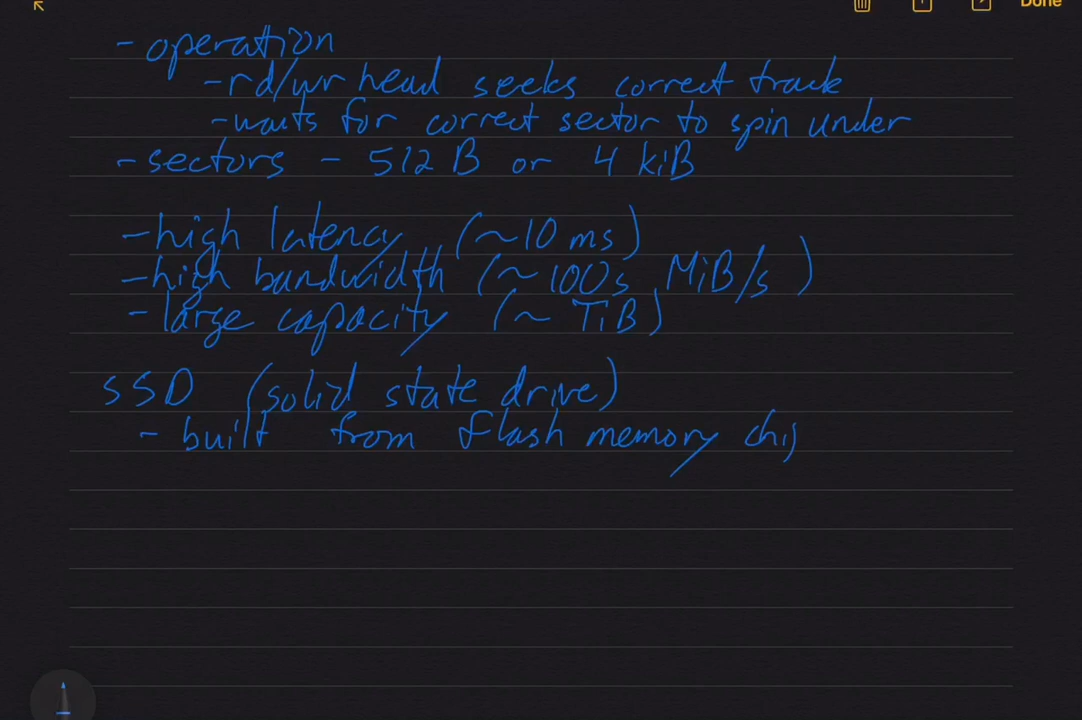 Done
- operation
- rd/wr head seeks correct track
- waits for correct sector to spin under
- sectors - 512 B or 4 kiB
- high latency (~10 ms)
- high bandwidth (~100s MiB/s)
- large capacity (~ TiB)
SSD (solid state drive)
- built from flash memory chi